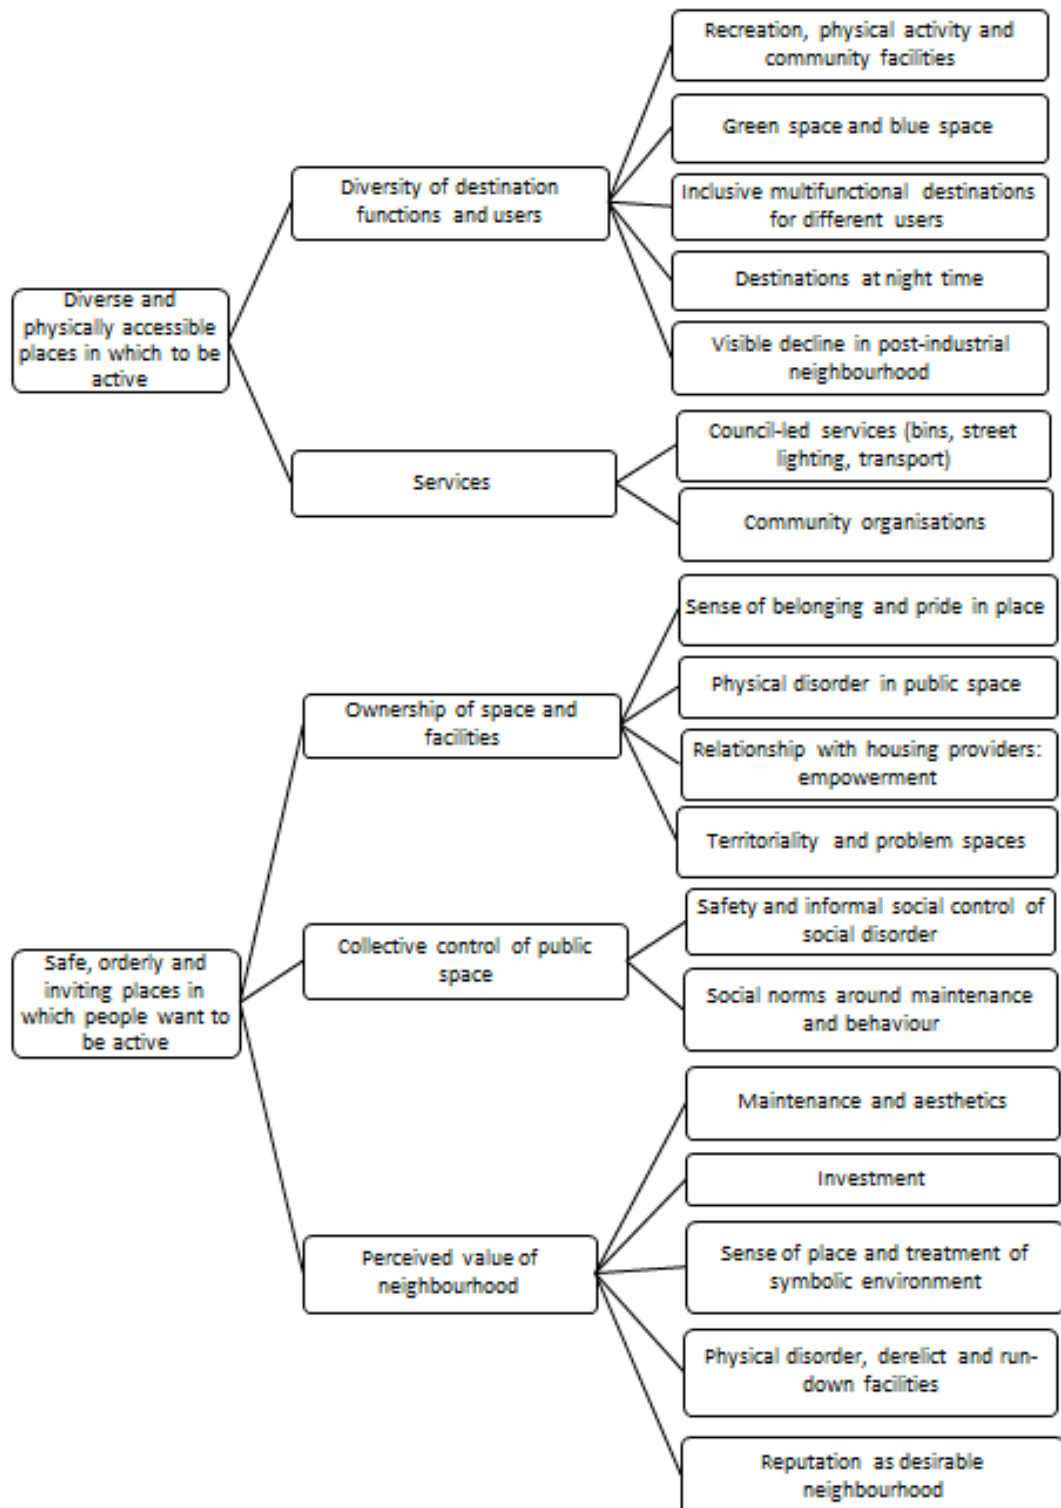 Recreation, physical activity and
community facilities
Green space and blue space
Diversity of destination
functions and users
Inclusive multifunctional destinations
for different users
Destinations at night time
Diverse and
physically accessible
places in which to be
active
Visible decline in post-industrial
neighbourhood
Council-led services (bins, street
lighting, transport)
Services
Community organisations
Sense of belonging and pride in place
Physical disorder in public space
Ownership of space and
facilities
Relationship with housing providers:
empowerment
Territoriality and problem spaces
Safety and informal social control of
social disorder
Collective control of public
space
Safe, orderly and
inviting places in
which people want to
be active
Social norms around maintenance
and behaviour
Maintenance and aesthetics
Investment
Perceived value of
neighbourhood
Sense of place and treatment of
symbolic environment
Physical disorder, derelict and run-
down facilities
Reputation as desirable
neighbourhood